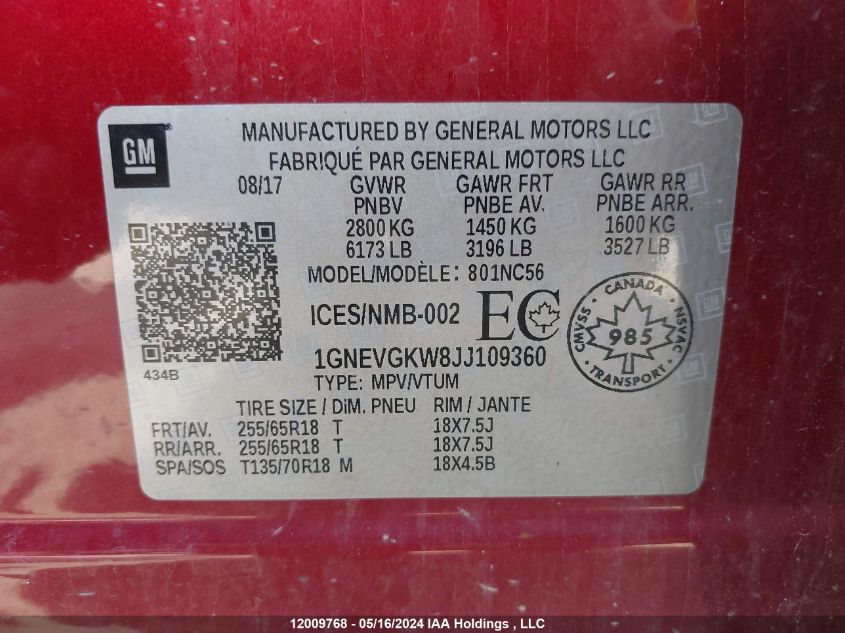 GM
MANUFACTURED BY GENERAL MOTORS LLC
FABRIQUÉ PAR GENERAL MOTORS LLC
08/17 GVWR GAWR FRT GAWR RR
PNBV PNBE AV. PNBE ARR.
2800 KG 1450 KG 1600 KG
6173 LB 3196 LB 3527 LB
MODEL/MODÈLE: 801NC56
ICES/NMB-002 EC
CANADA
CMVSS 985 NSVAC
TRANSPORT
1GNEVGKW8JJ109360
434B
TYPE: MPV/VTUM
TIRE SIZE / DiM. PNEU RIM / JANTE
FRT/AV. 255/65R18 T 18X7.5J
RR/ARR. 255/65R18 T 18X7.5J
SPA/SOS T135/70R18 M 18X4.5B
12009768 - 05/16/2024 IAA Holdings , LLC